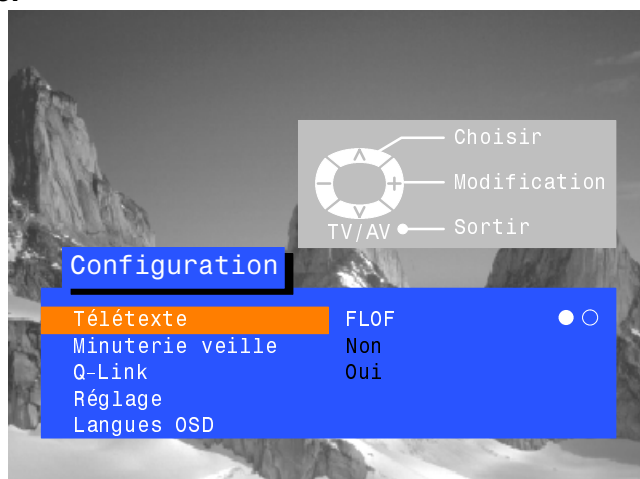 Choisir
Modification
TV/AV
Sortir
Configuration
Télétexte FLOF
Minuterie veille Non
Q-Link Oui
Réglage
Langues OSD